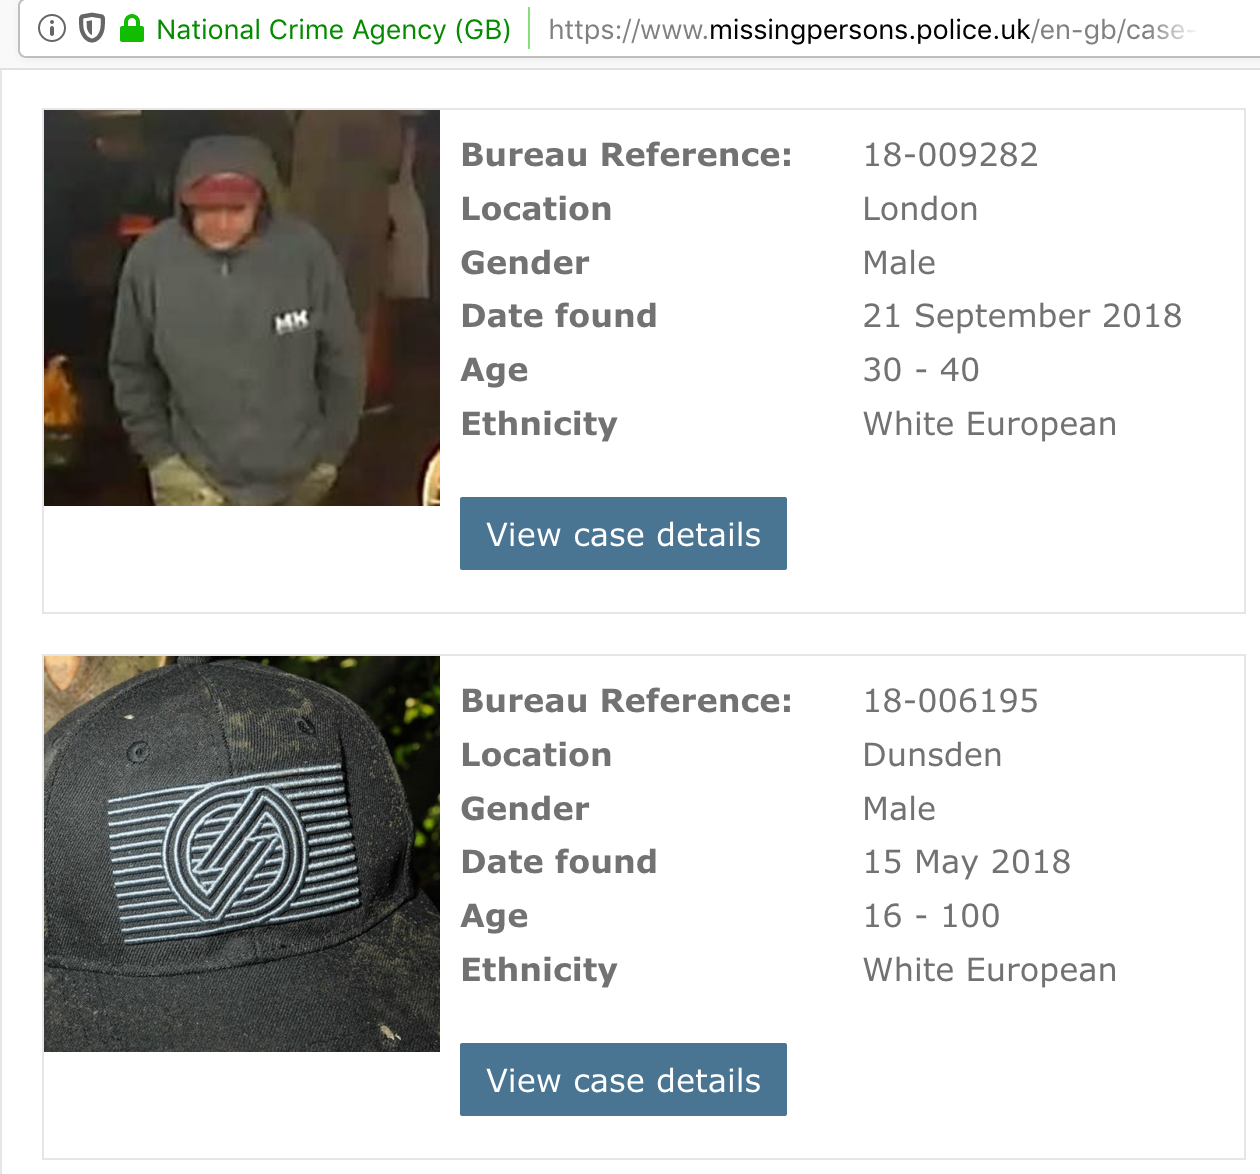 National Crime Agency (GB) https://www.missingpersons.police.uk/en-gb/case-
Bureau Reference: 18-009282
Location London
Gender Male
Date found 21 September 2018
Age 30 - 40
Ethnicity White European
View case details
MK
Bureau Reference: 18-006195
Location Dunsden
Gender Male
Date found 15 May 2018
Age 16 - 100
Ethnicity White European
View case details